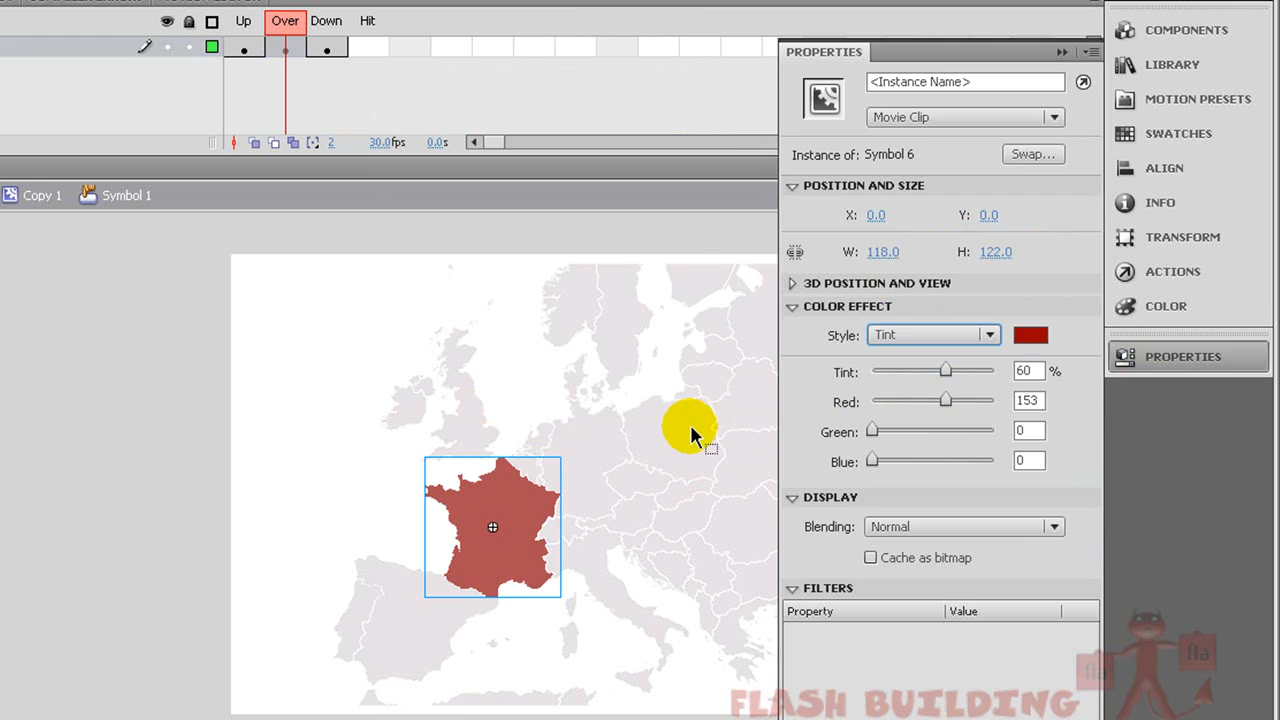 Up Over Down Hit
2 30.0fps 0.0s
Copy 1 Symbol 1
PROPERTIES
<Instance Name>
Movie Clip
Instance of: Symbol 6 Swap...
POSITION AND SIZE
X: 0.0 Y: 0.0
W: 118.0 H: 122.0
3D POSITION AND VIEW
COLOR EFFECT
Style: Tint
Tint: 60 %
Red: 153
Green: 0
Blue: 0
DISPLAY
Blending: Normal
Cache as bitmap
FILTERS
Property Value
COMPONENTS
LIBRARY
MOTION PRESETS
SWATCHES
ALIGN
INFO
TRANSFORM
ACTIONS
COLOR
PROPERTIES
fla
fla
FLASH BUILDING